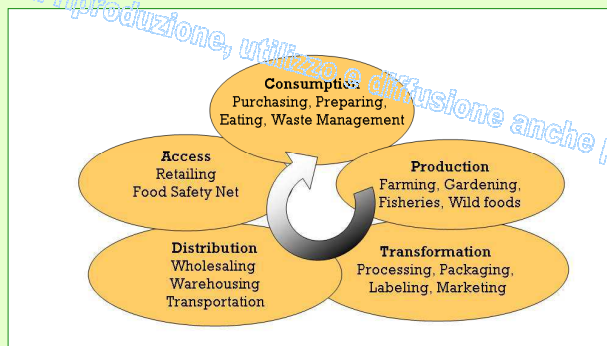 riproduzione, utilizzo e diffusione anche
Consumption
Purchasing, Preparing,
Eating, Waste Management
Access
Retailing
Food Safety Net
Production
Farming, Gardening,
Fisheries, Wild foods
Distribution
Wholesaling
Warehousing
Transportation
Transformation
Processing, Packaging,
Labeling, Marketing